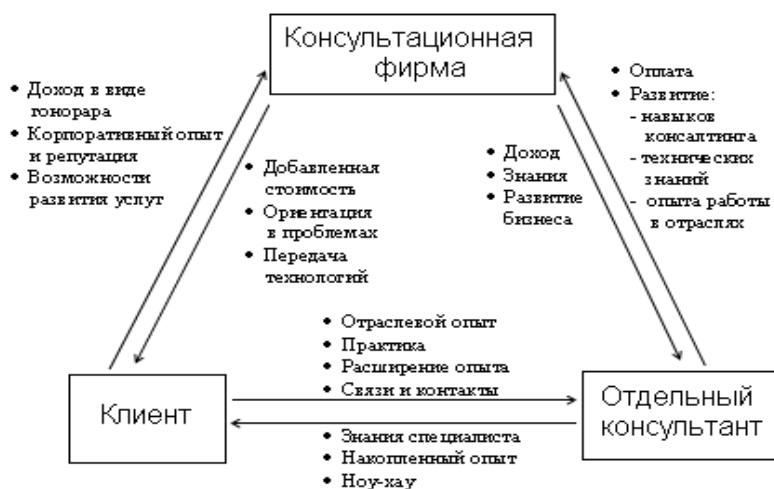 Консультационная
фирма
• Доход в виде
гонорара
• Корпоративный опыт
и репутация
• Возможности
развития услуг
• Добавленная
стоимость
• Ориентация
в проблемах
• Передача
технологий
• Доход
• Знания
• Развитие
бизнеса
• Оплата
• Развитие:
- навыков
консалтинга
- технических
знаний
- опыта работы
в отраслях
• Отраслевой опыт
• Практика
• Расширение опыта
• Связи и контакты
Клиент
Отдельный
консультант
• Знания специалиста
• Накопленный опыт
• Ноу-хау